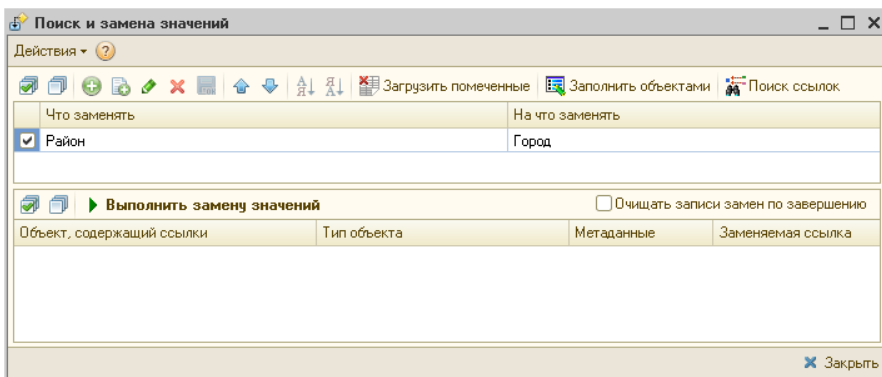 Поиск и замена значений
Действия
Загрузить помеченные Заполнить объектами Поиск ссылок
Что заменять На что заменять
Район Город
Выполнить замену значений Очищать записи замен по завершению
Объект, содержащий ссылки Тип объекта Метаданные Заменяемая ссылка
Закрыть